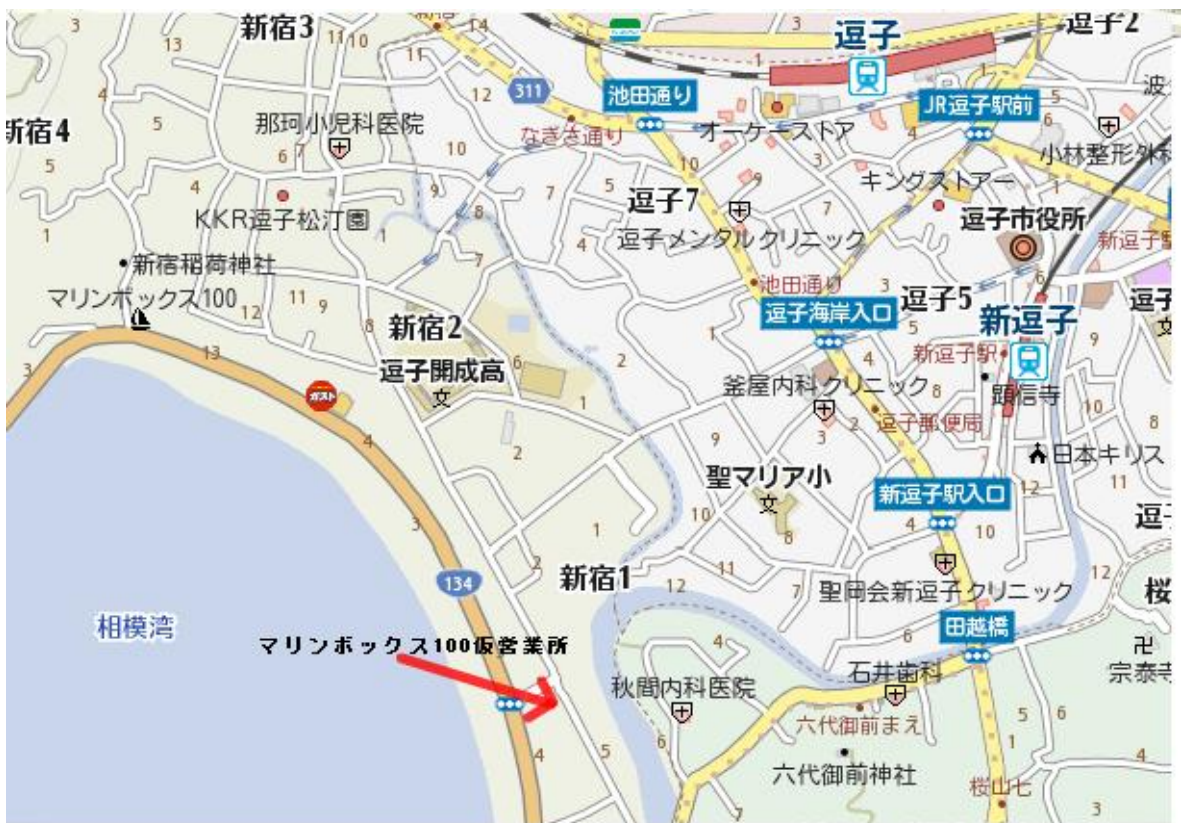 新宿3
新宿4
逗子
逗子2
池田通り
JR逗子駅前
311
那珂小児科医院
なぎさ通り
オーケーストア
小林整形外科
キングストアー
KKR逗子松汀園
逗子7
逗子メンタルクリニック
逗子市役所
新宿稲荷神社
マリンボックス100
池田通り
逗子海岸入口
逗子5
新逗子
新逗子駅
新宿2
逗子開成高
文
ガスト
釜屋内科クリニック
逗子郵便局
顕信寺
日本キリス
聖マリア小
文
新逗子駅入口
新宿1
134
聖岡会新逗子クリニック
相模湾
田越橋
マリンボックス100仮営業所
秋間内科医院
石井歯科
宗泰寺
六代御前まえ
六代御前神社
桜山七